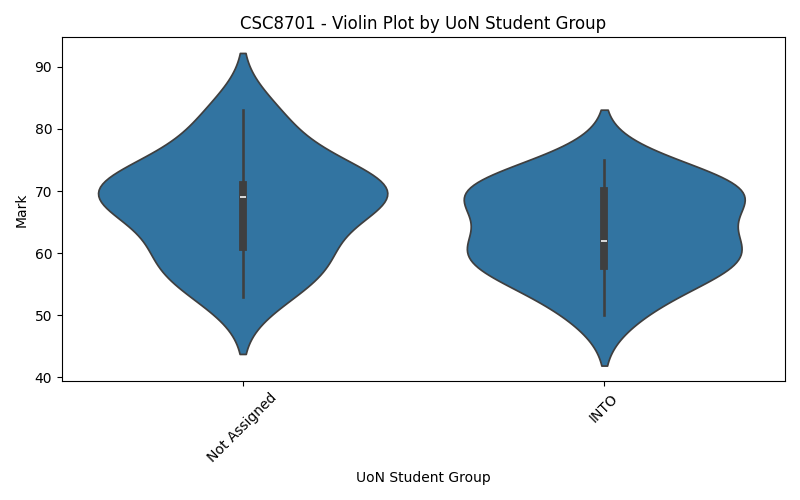 CSC8701 - Violin Plot by UoN Student Group
90
80
70
60
50
40
Mark
Not Assigned
INTO
UoN Student Group